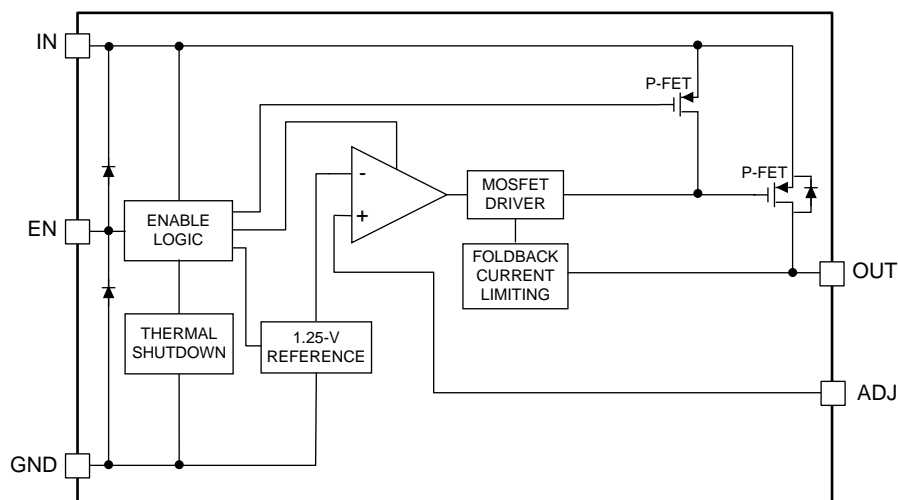 IN
P-FET
P-FET
-
+
MOSFET
DRIVER
EN
ENABLE
LOGIC
FOLDBACK
CURRENT
LIMITING
OUT
THERMAL
SHUTDOWN
1.25-V
REFERENCE
ADJ
GND